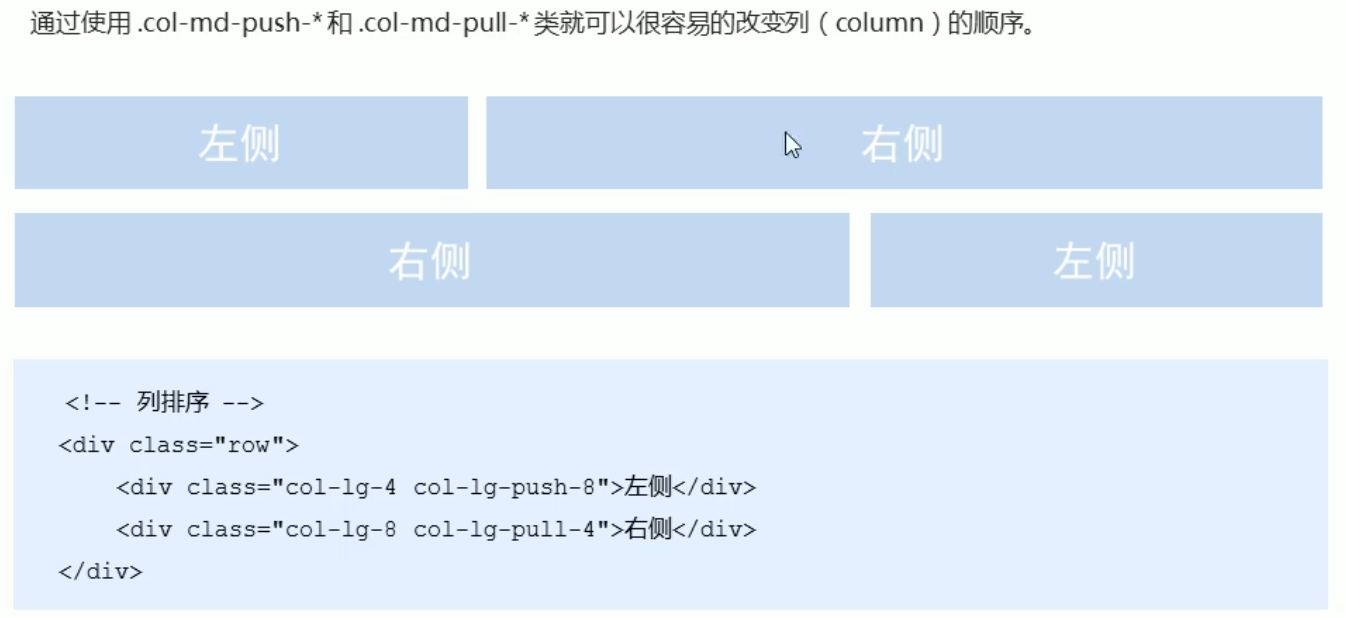 通过使用.col-md-push-*和.col-md-pull-*类就可以很容易的改变列（column）的顺序。
左侧 右侧
右侧 左侧
<!-- 列排序 -->
<div class="row">
    <div class="col-lg-4 col-lg-push-8">左侧</div>
    <div class="col-lg-8 col-lg-pull-4">右侧</div>
</div>